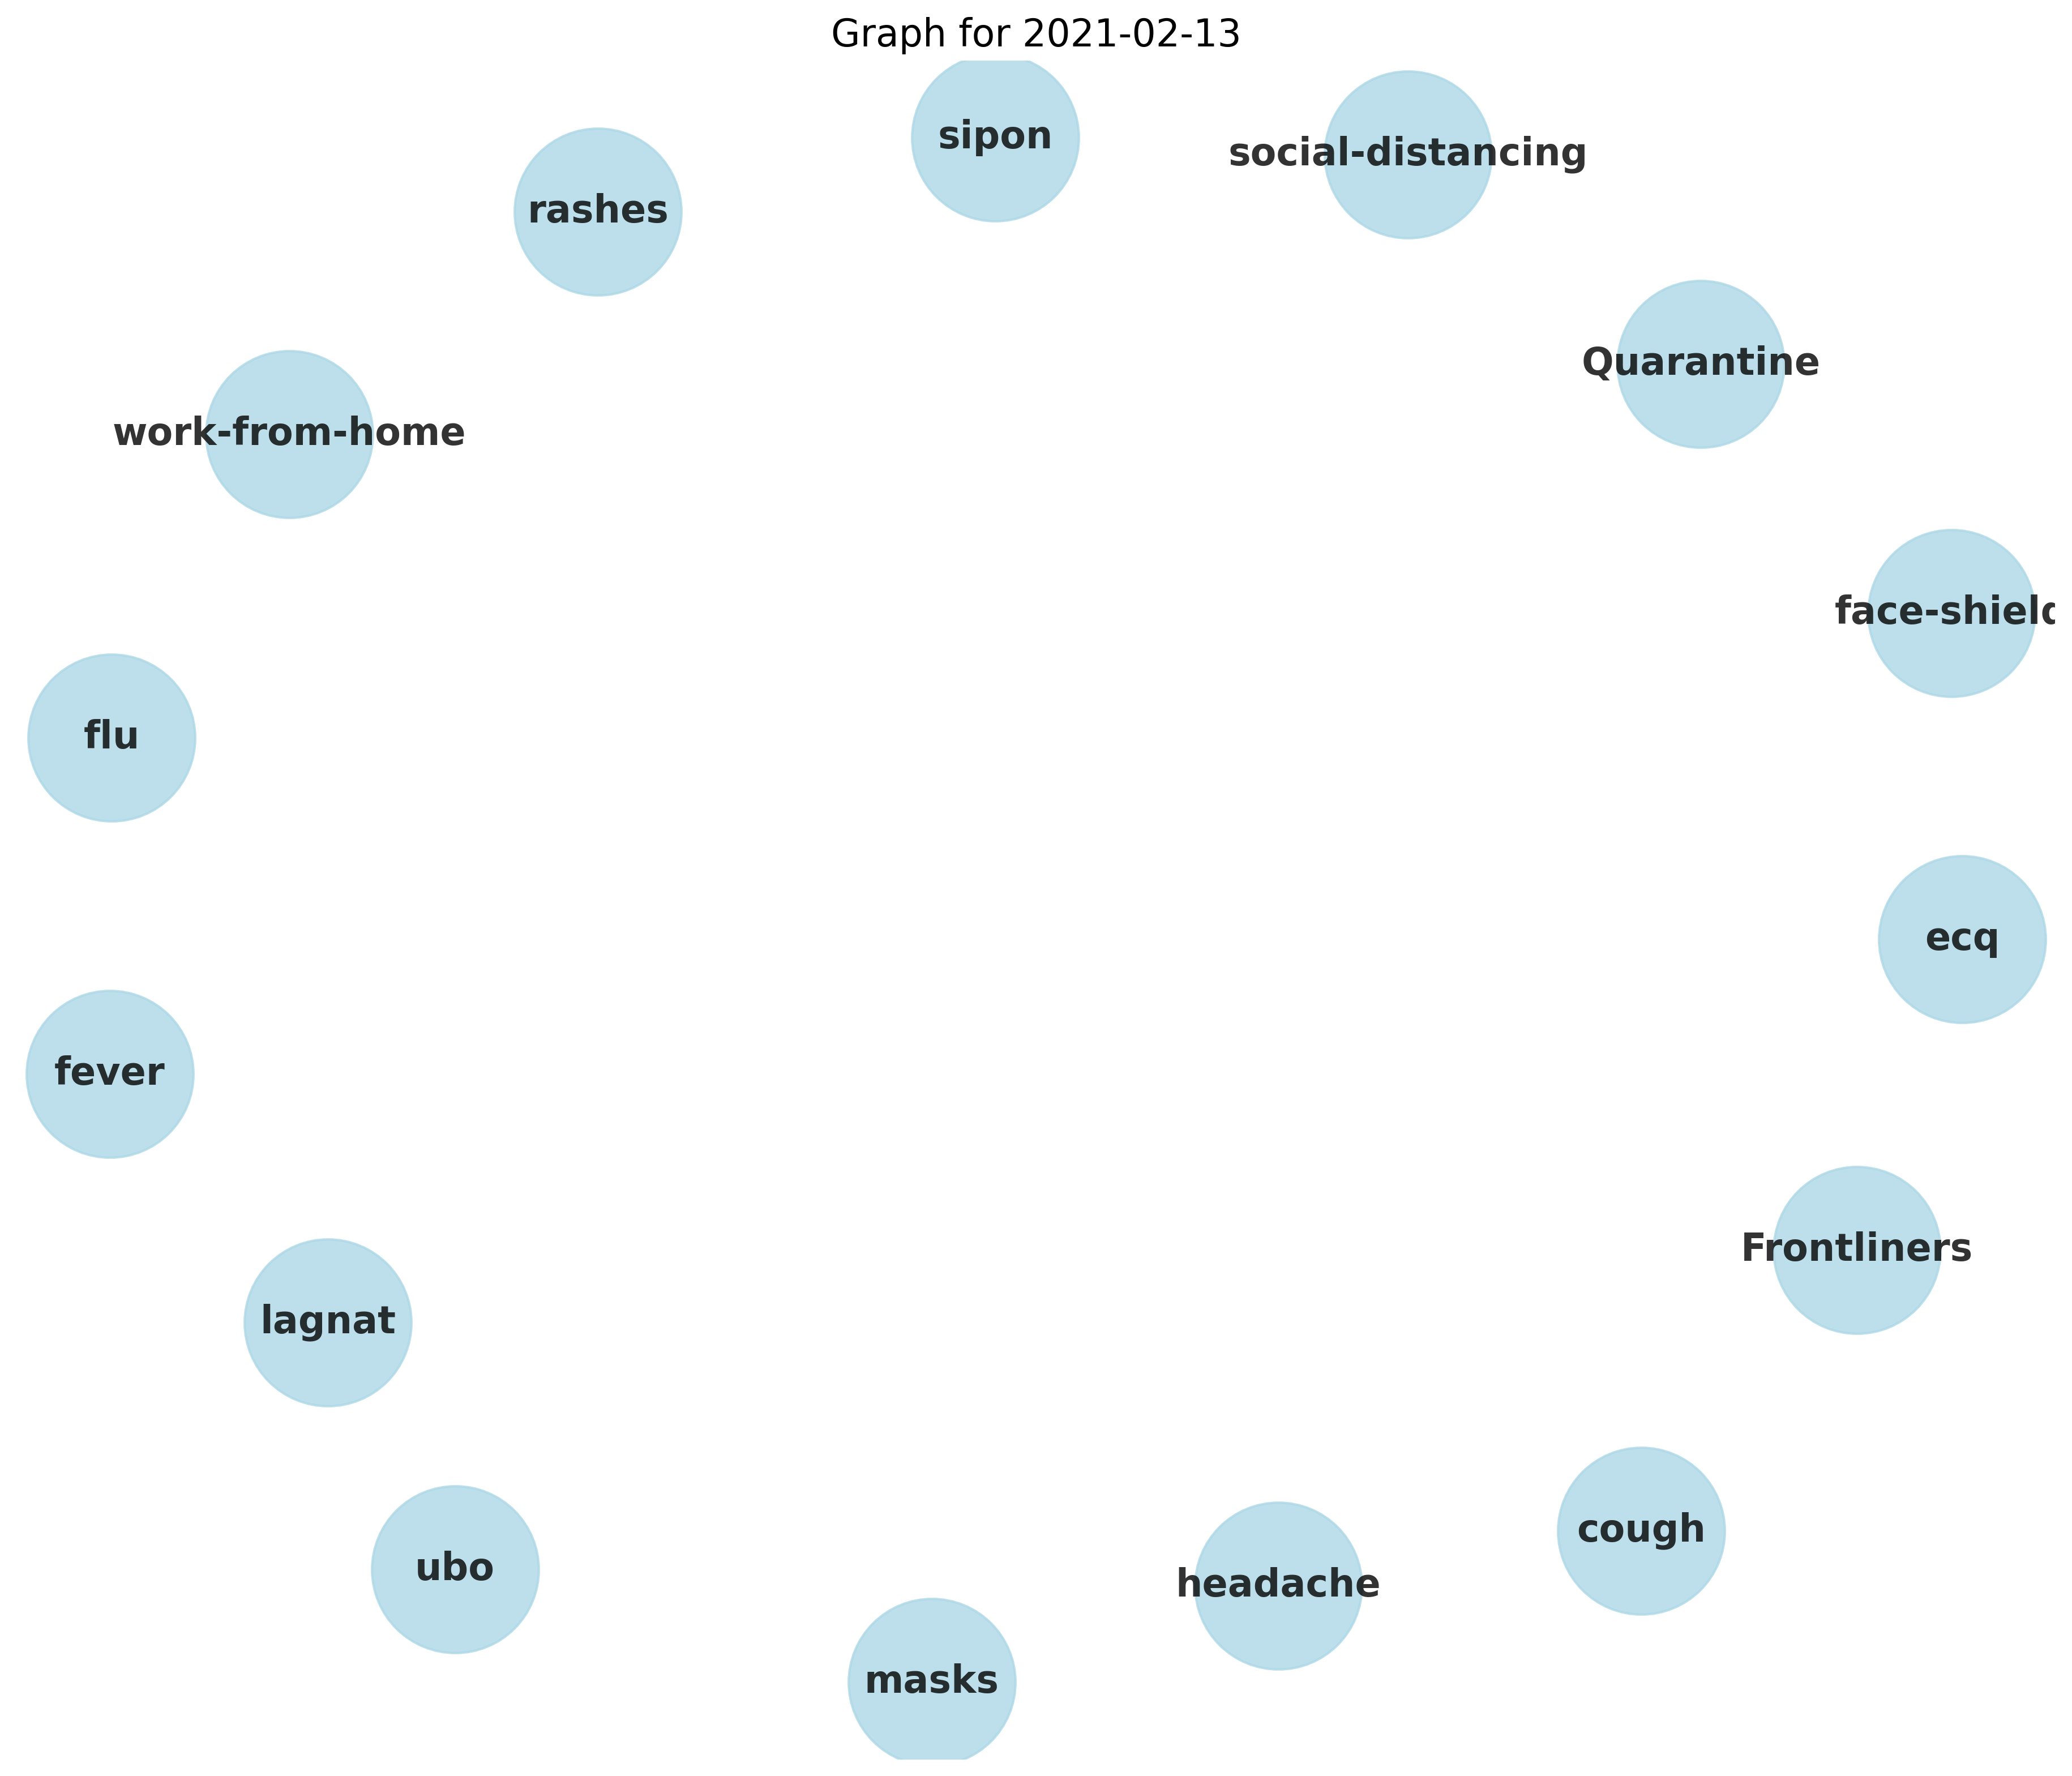 Graph for 2021-02-13
sipon
social-distancing
rashes
Quarantine
work-from-home
face-shield
flu
ecq
fever
Frontliners
lagnat
cough
ubo
headache
masks